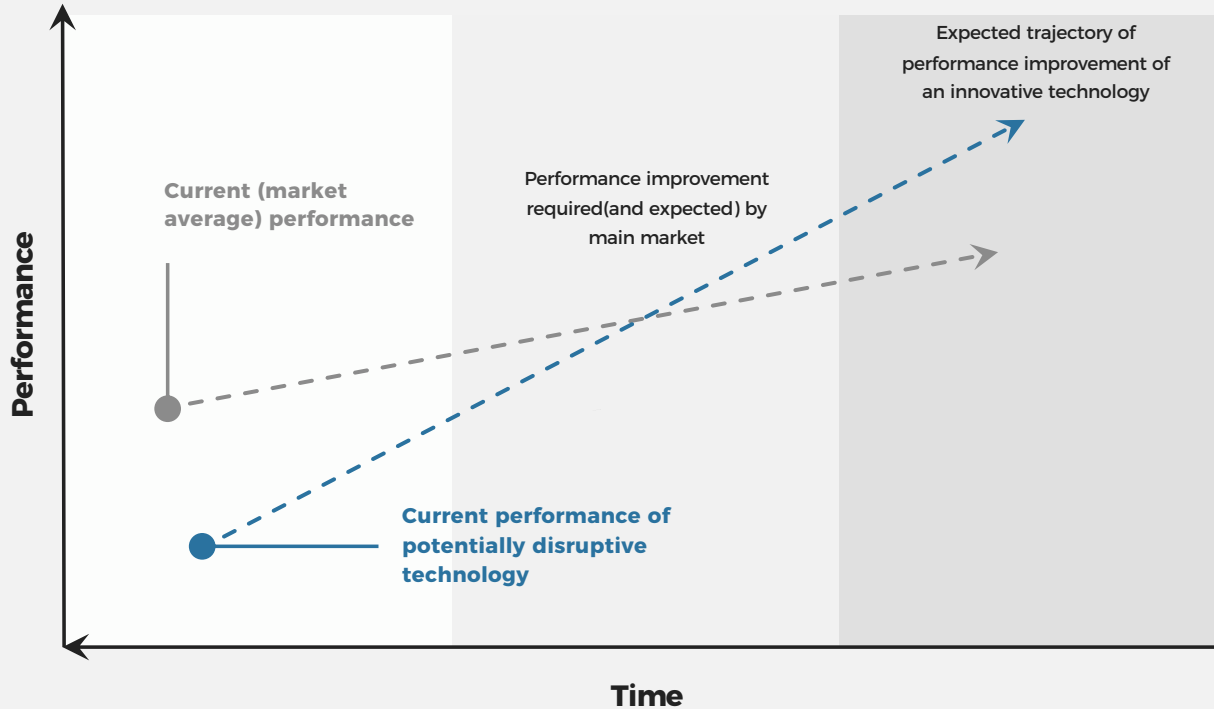 Expected trajectory of
performance improvement of
an innovative technology
Current (market
average) performance
Performance improvement
required(and expected) by
main market
Performance
Current performance of
potentially disruptive
technology
Time